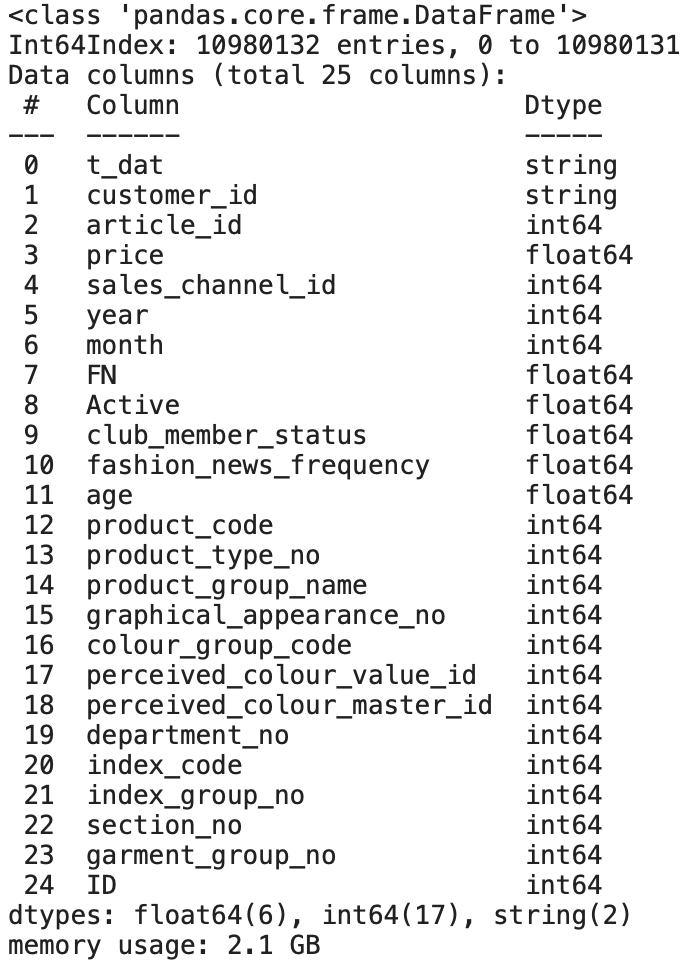 <class 'pandas.core.frame.DataFrame'>
Int64Index: 10980132 entries, 0 to 10980131
Data columns (total 25 columns):
 #   Column                       Dtype
---  ------                       -----
 0   t_dat                        string
 1   customer_id                  string
 2   article_id                   int64
 3   price                        float64
 4   sales_channel_id             int64
 5   year                         int64
 6   month                        int64
 7   FN                           float64
 8   Active                       float64
 9   club_member_status           float64
 10  fashion_news_frequency       float64
 11  age                          float64
 12  product_code                 int64
 13  product_type_no              int64
 14  product_group_name           int64
 15  graphical_appearance_no      int64
 16  colour_group_code            int64
 17  perceived_colour_value_id    int64
 18  perceived_colour_master_id   int64
 19  department_no                int64
 20  index_code                   int64
 21  index_group_no               int64
 22  section_no                   int64
 23  garment_group_no             int64
 24  ID                           int64
dtypes: float64(6), int64(17), string(2)
memory usage: 2.1 GB